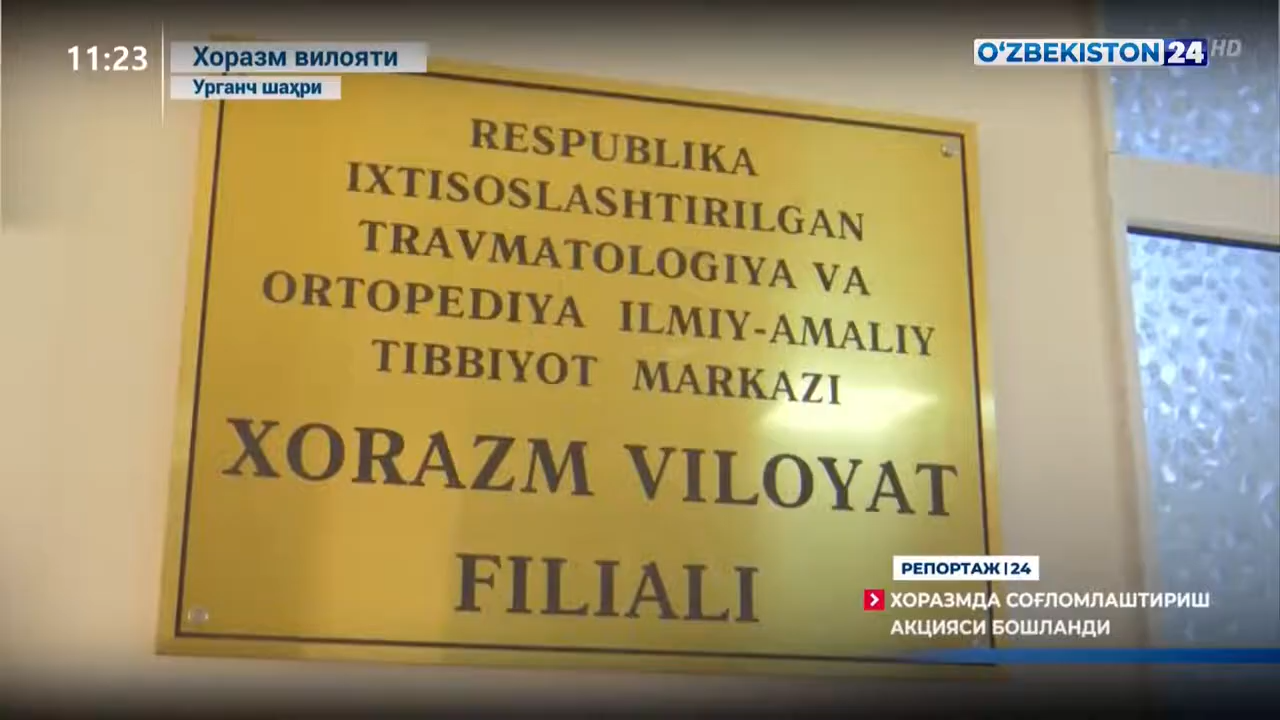 11:23
Хоразм вилояти
Урганч шаҳри
O‘ZBEKISTON 24 HD
RESPUBLIKA
IXTISOSLASHTIRILGAN
TRAVMATOLOGIYA VA
ORTOPEDIYA ILMIY-AMALIY
TIBBIYOT MARKAZI
XORAZM VILOYAT
FILIALI
РЕПОРТАЖ|24
ХОРАЗМДА СОҒЛОМЛАШТИРИШ
АКЦИЯСИ БОШЛАНДИ